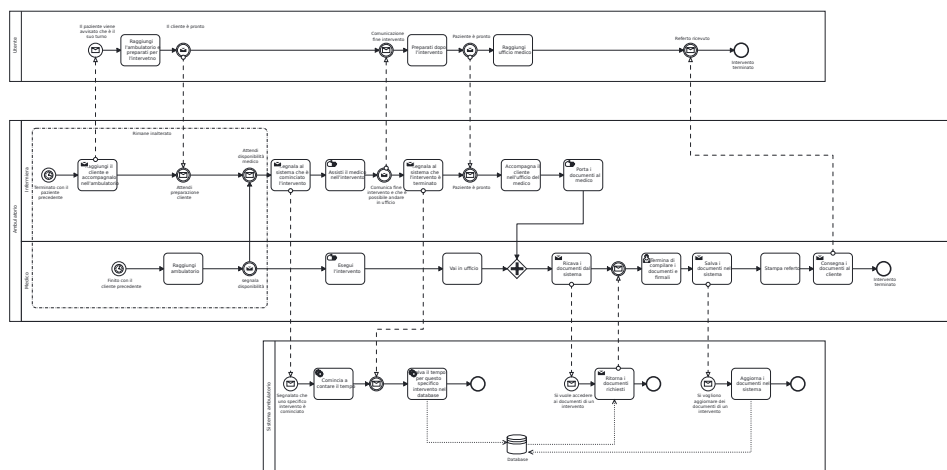 Utente
Il paziente viene
avvisato che è il
suo turno
Raggiungi
l'ambulatorio e
preparati per
l'intervetno
Il cliente è pronto
Comunicazione
fine intervento
Preparati dopo
l'intervento
Paziente è pronto
Raggiungi
ufficio medico
Referto ricevuto
Intervento
terminato
Ambulatorio
Infermiere
Rimane inalterato
Terminato con il
paziente
precedente
Raggiungi il
cliente e
accompagnalo
nell'ambulatorio
Attendi
preparazione
cliente
Attendi
disponibilità
medico
Segnala al
sistema che è
cominciato
l'intervento
Assisti il medico
nell'intervento
Comunica fine
intervento e che è
possibile andare
in ufficio
Segnala al
sistema che
l'intervento è
terminato
Paziente è pronto
Accompagna il
cliente
nell'ufficio del
medico
Porta i
documenti al
medico
Medico
Finito con il
cliente precedente
Raggiungi
ambulatorio
segnala
disponibilità
Esegui
l'intervento
Vai in ufficio
Ricava i
documenti dal
sistema
Termina di
compilare i
documenti e
firmali
Salva i
documenti nel
sistema
Stampa referto
Consegna i
documenti al
cliente
Intervento
terminato
Sistema ambulatorio
Segnalato che
uno specifico
intervento è
cominciato
Comincia a
contare il tempo
Salva il tempo
per questo
specifico
intervento nel
database
Si vuole accedere
ai documenti di un
intervento
Ritorna i
documenti
richiesti
Si vogliono
aggiornare dei
documenti di un
intervento
Aggiorna i
documenti nel
sistema
Database